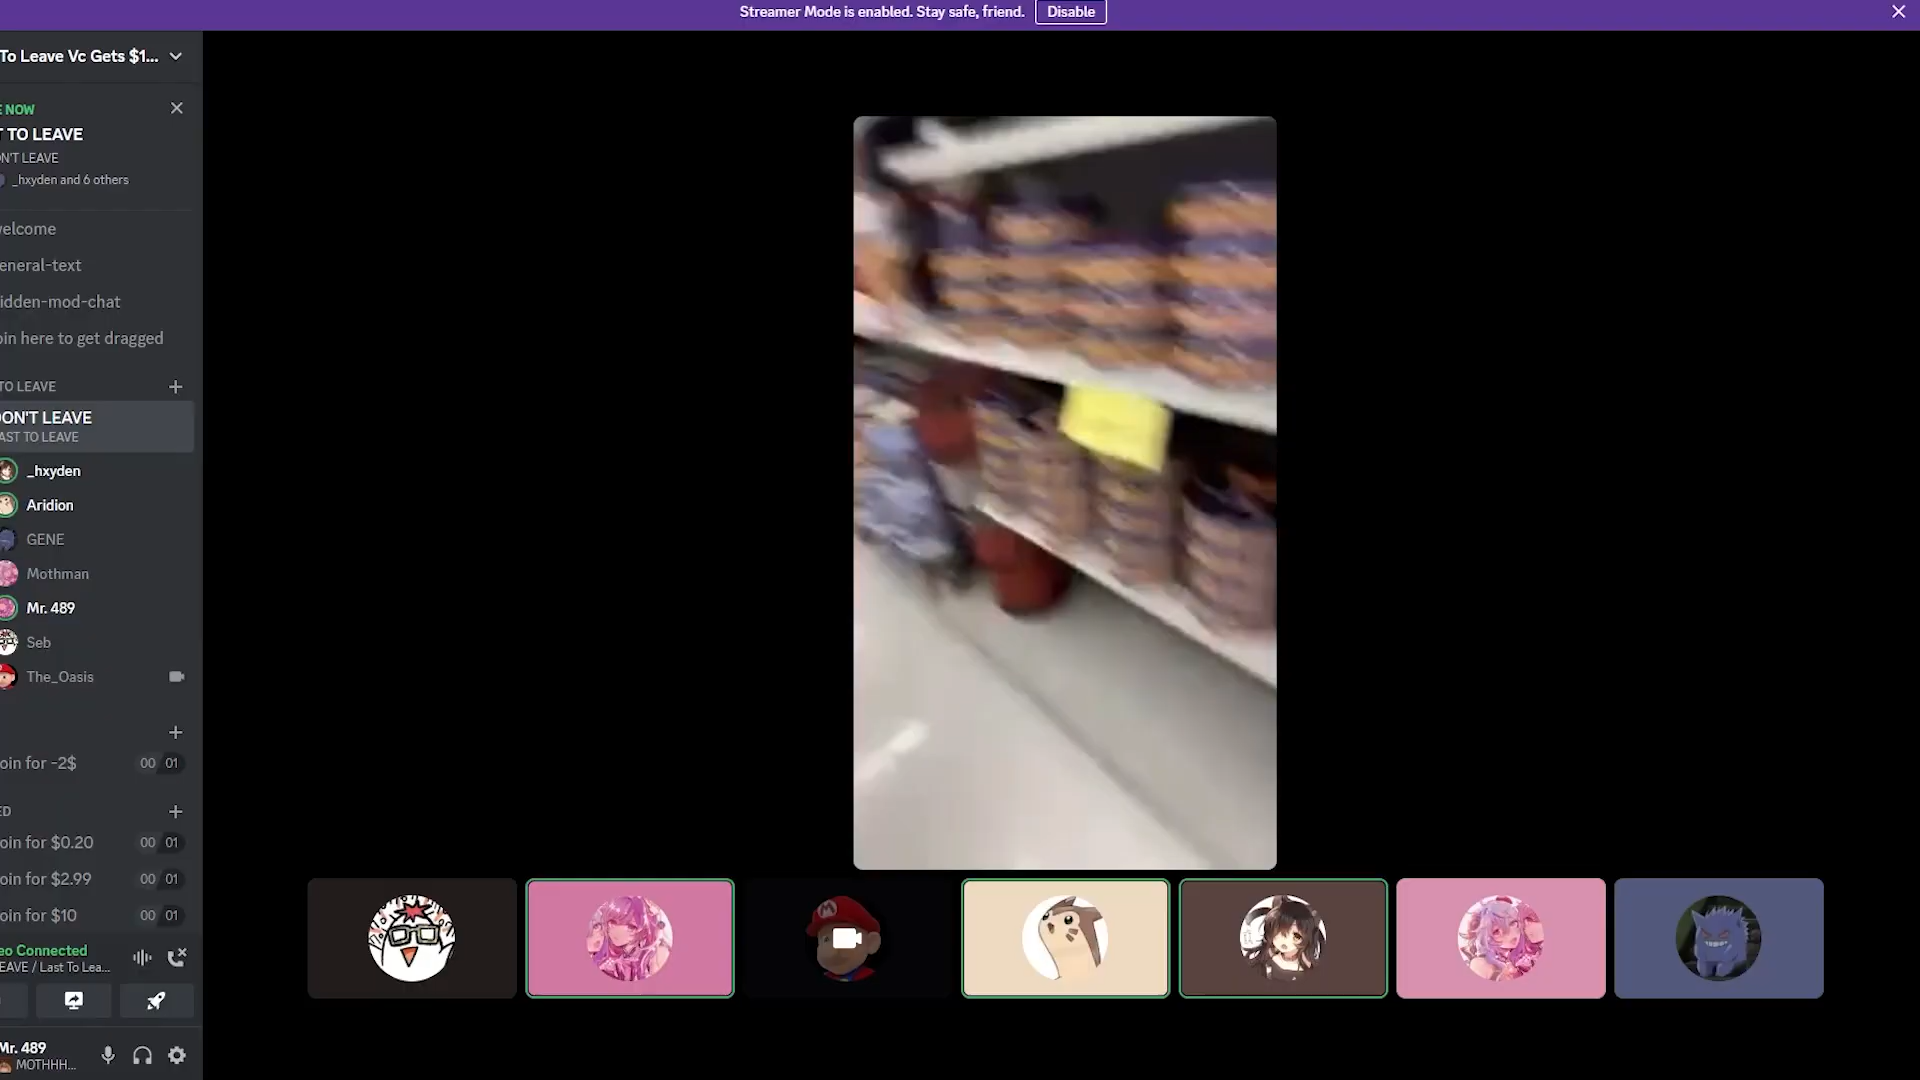 Streamer Mode is enabled. Stay safe, friend. Disable
To Leave Vc Gets $1...
E NOW
T TO LEAVE
ON'T LEAVE
_hxyden and 6 others
elcome
eneral-text
idden-mod-chat
oin here to get dragged
TO LEAVE
DON'T LEAVE
AST TO LEAVE
_hxyden
Aridion
GENE
Mothman
Mr. 489
Seb
The_Oasis
oin for -2$ 00 01
ED
oin for $0.20 00 01
oin for $2.99 00 01
oin for $10 00 01
eo Connected
EAVE / Last To Lea...
Mr. 489
MOTHHH...